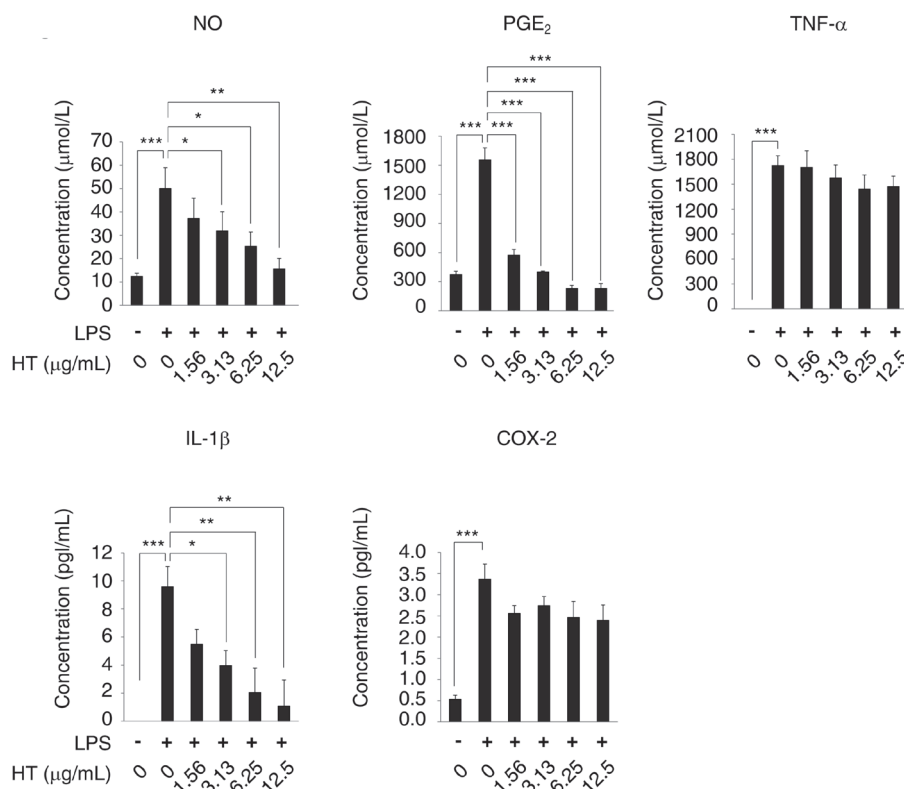 NO
Concentration (μmol/L)
**
*
*** *
70
60
50
40
30
20
10
0
LPS - + + + + +
HT (μg/mL) 0 0 1.56 3.13 6.25 12.5
PGE₂
Concentration (μmol/L)
***
***
***
*** ***
1800
1500
1200
900
600
300
0
- + + + + +
0 0 1.56 3.13 6.25 12.5
TNF-α
Concentration (μmol/L)
***
2100
1800
1500
1200
900
600
300
0
- + + + + +
0 0 1.56 3.13 6.25 12.5
IL-1β
Concentration (pgl/mL)
**
**
*** *
12
10
8
6
4
2
0
LPS - + + + + +
HT (μg/mL) 0 0 1.56 3.13 6.25 12.5
COX-2
Concentration (pgl/mL)
***
4.0
3.5
3.0
2.5
2.0
1.5
1.0
0.5
0.0
- + + + + +
0 0 1.56 3.13 6.25 12.5